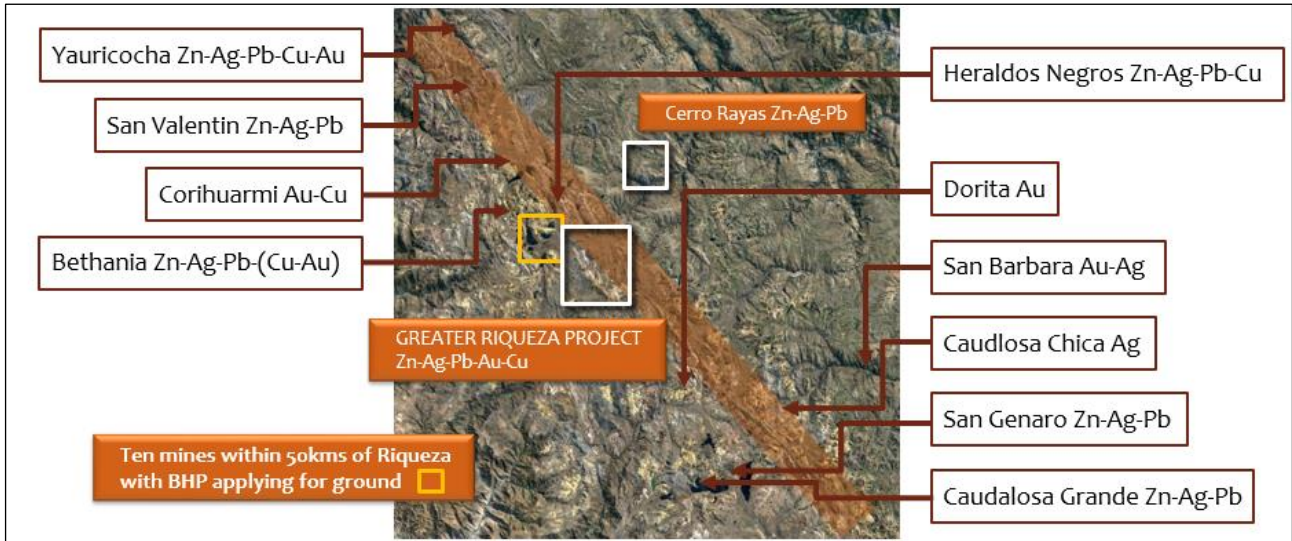 Yauricocha Zn-Ag-Pb-Cu-Au
San Valentin Zn-Ag-Pb
Corihuarmi Au-Cu
Bethania Zn-Ag-Pb-(Cu-Au)
Cerro Rayas Zn-Ag-Pb
GREATER RIQUEZA PROJECT
Zn-Ag-Pb-Au-Cu
Ten mines within 50kms of Riqueza
with BHP applying for ground
Heraldos Negros Zn-Ag-Pb-Cu
Dorita Au
San Barbara Au-Ag
Caudlosa Chica Ag
San Genaro Zn-Ag-Pb
Caudalosa Grande Zn-Ag-Pb